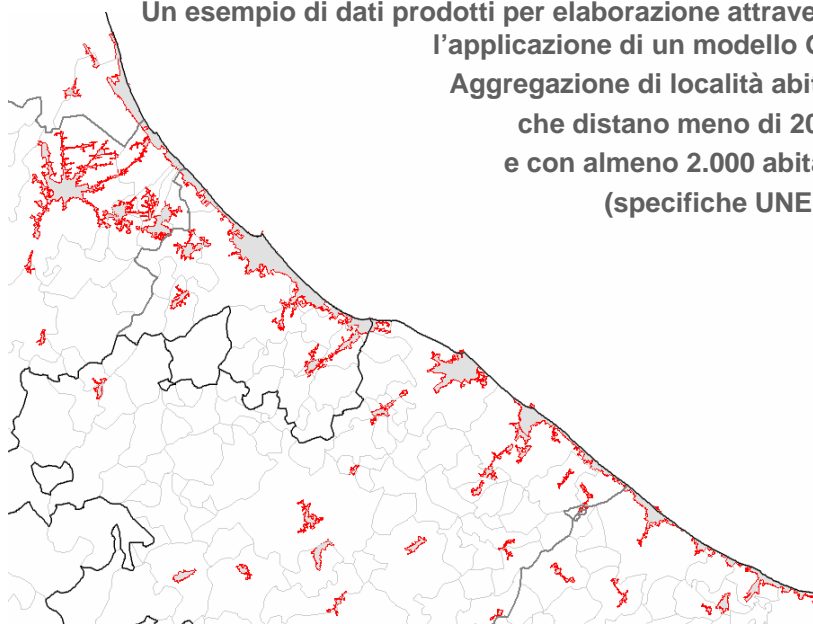 Un esempio di dati prodotti per elaborazione attrave
l’applicazione di un modello
Aggregazione di località abit
che distano meno di 20
e con almeno 2.000 abita
(specifiche UNE